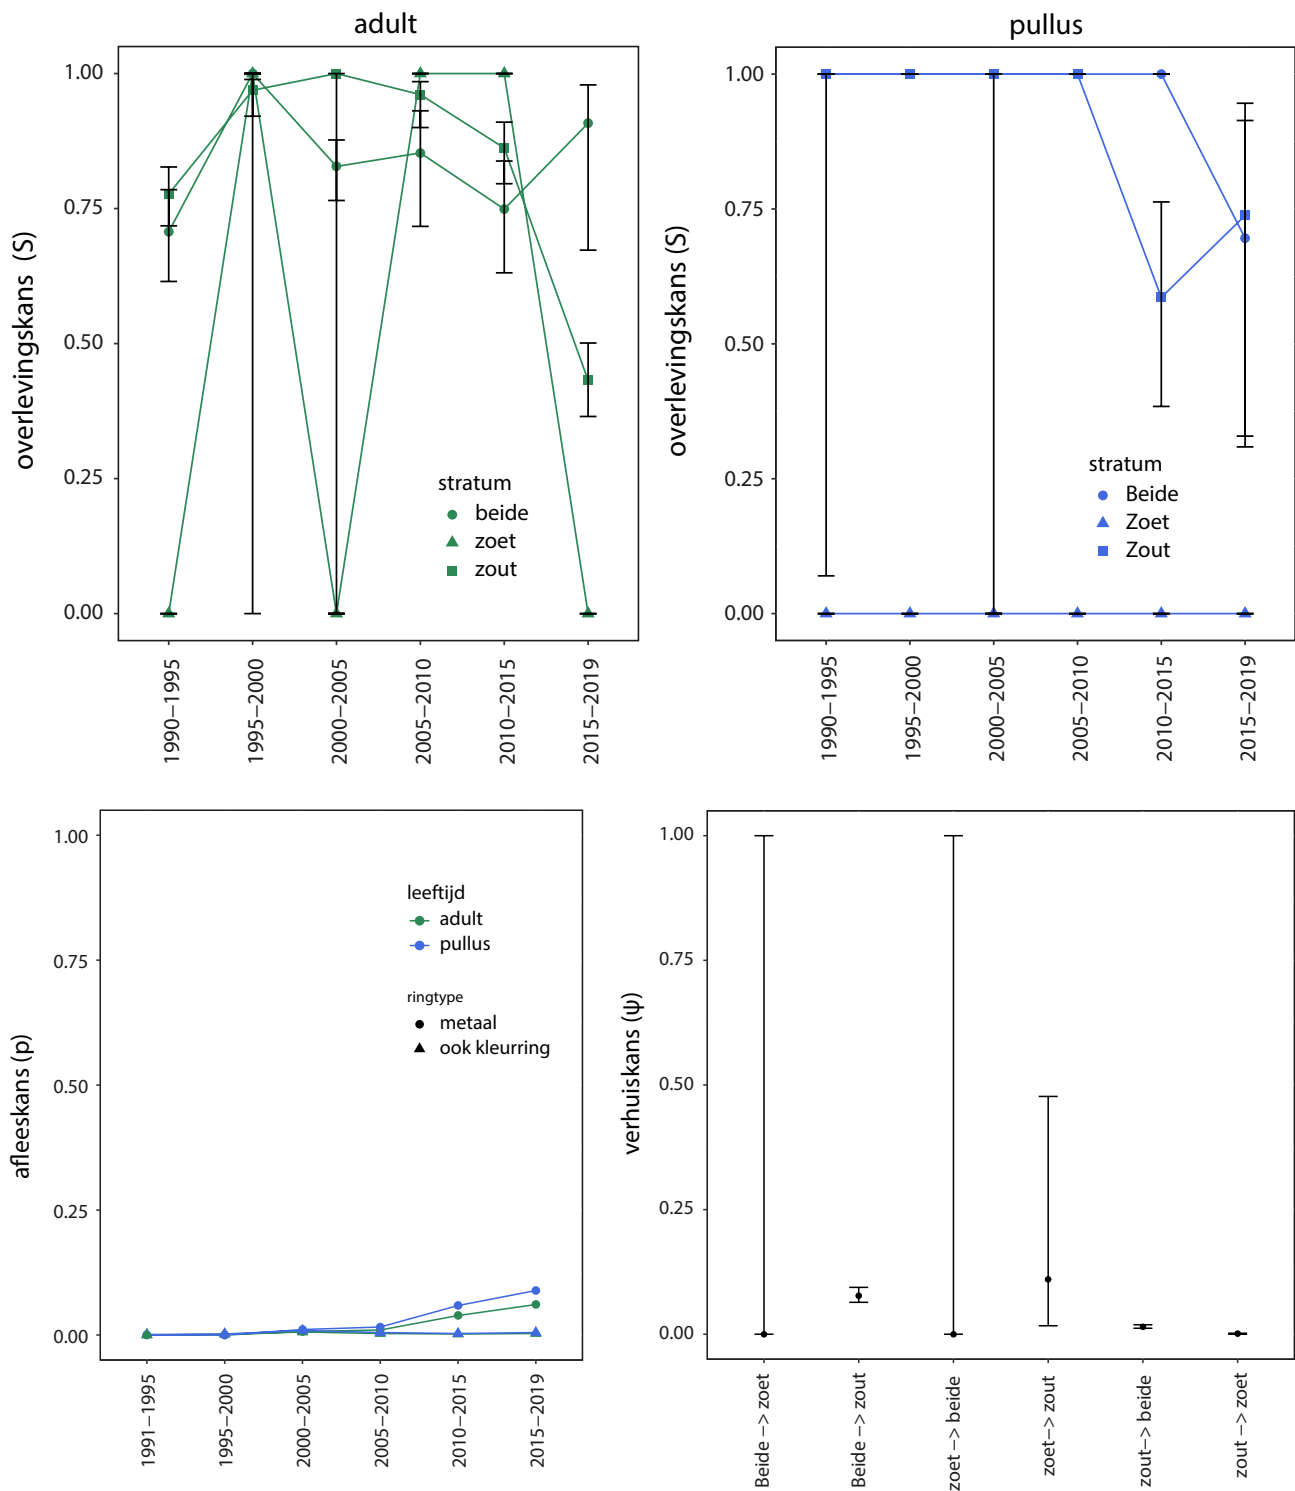 adult
overlevingskans (S)
1.00
0.75
0.50
0.25
0.00
stratum
beide
zoet
zout
1990–1995
1995–2000
2000–2005
2005–2010
2010–2015
2015–2019
pullus
overlevingskans (S)
1.00
0.75
0.50
0.25
0.00
stratum
Beide
Zoet
Zout
1990–1995
1995–2000
2000–2005
2005–2010
2010–2015
2015–2019
afleeskans (p)
1.00
0.75
0.50
0.25
0.00
leeftijd
adult
pullus
ringtype
metaal
ook kleurring
1991–1995
1995–2000
2000–2005
2005–2010
2010–2015
2015–2019
verhuiskans (ψ)
1.00
0.75
0.50
0.25
0.00
Beide –> zoet
Beide –> zout
zoet –> beide
zoet–> zout
zout–> beide
zout –> zoet